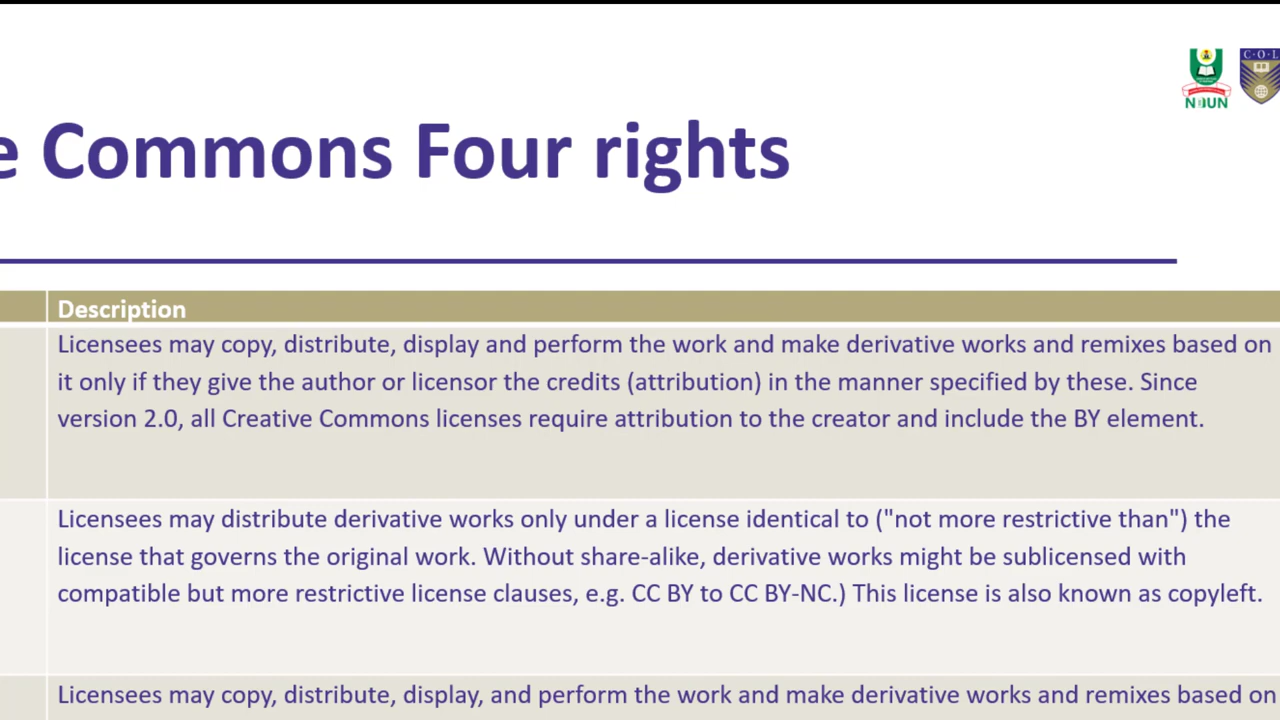 C·O·L
NOUN
e Commons Four rights
Description
Licensees may copy, distribute, display and perform the work and make derivative works and remixes based on
it only if they give the author or licensor the credits (attribution) in the manner specified by these. Since
version 2.0, all Creative Commons licenses require attribution to the creator and include the BY element.
Licensees may distribute derivative works only under a license identical to ("not more restrictive than") the
license that governs the original work. Without share-alike, derivative works might be sublicensed with
compatible but more restrictive license clauses, e.g. CC BY to CC BY-NC.) This license is also known as copyleft.
Licensees may copy, distribute, display, and perform the work and make derivative works and remixes based on